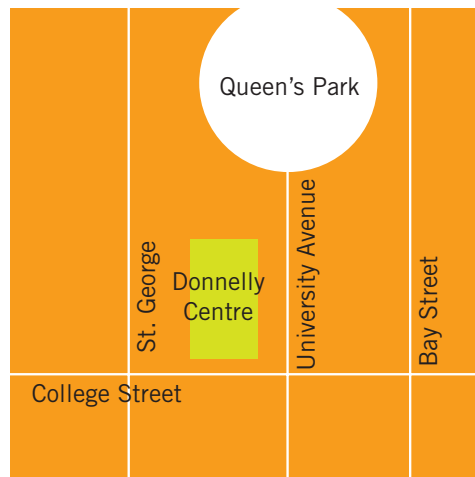 Queen’s Park
St. George
Donnelly
Centre
University Avenue
Bay Street
College Street